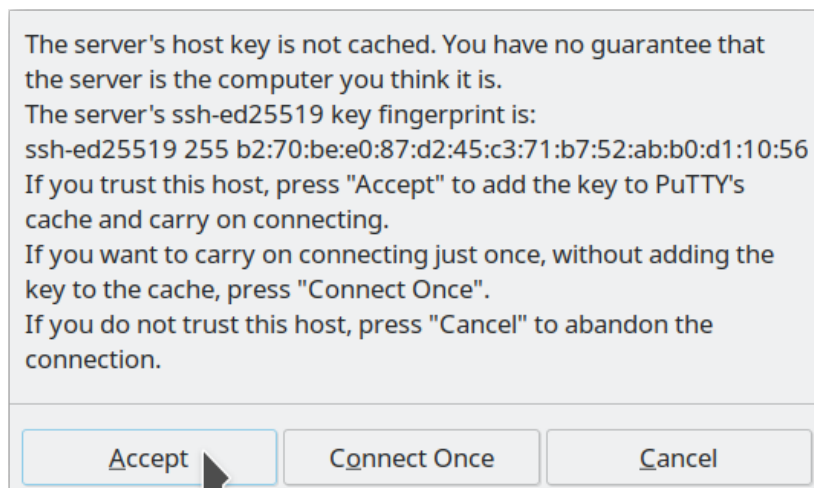 The server's host key is not cached. You have no guarantee that
the server is the computer you think it is.
The server's ssh-ed25519 key fingerprint is:
ssh-ed25519 255 b2:70:be:e0:87:d2:45:c3:71:b7:52:ab:b0:d1:10:56
If you trust this host, press "Accept" to add the key to PuTTY's
cache and carry on connecting.
If you want to carry on connecting just once, without adding the
key to the cache, press "Connect Once".
If you do not trust this host, press "Cancel" to abandon the
connection.
Accept
Connect Once
Cancel